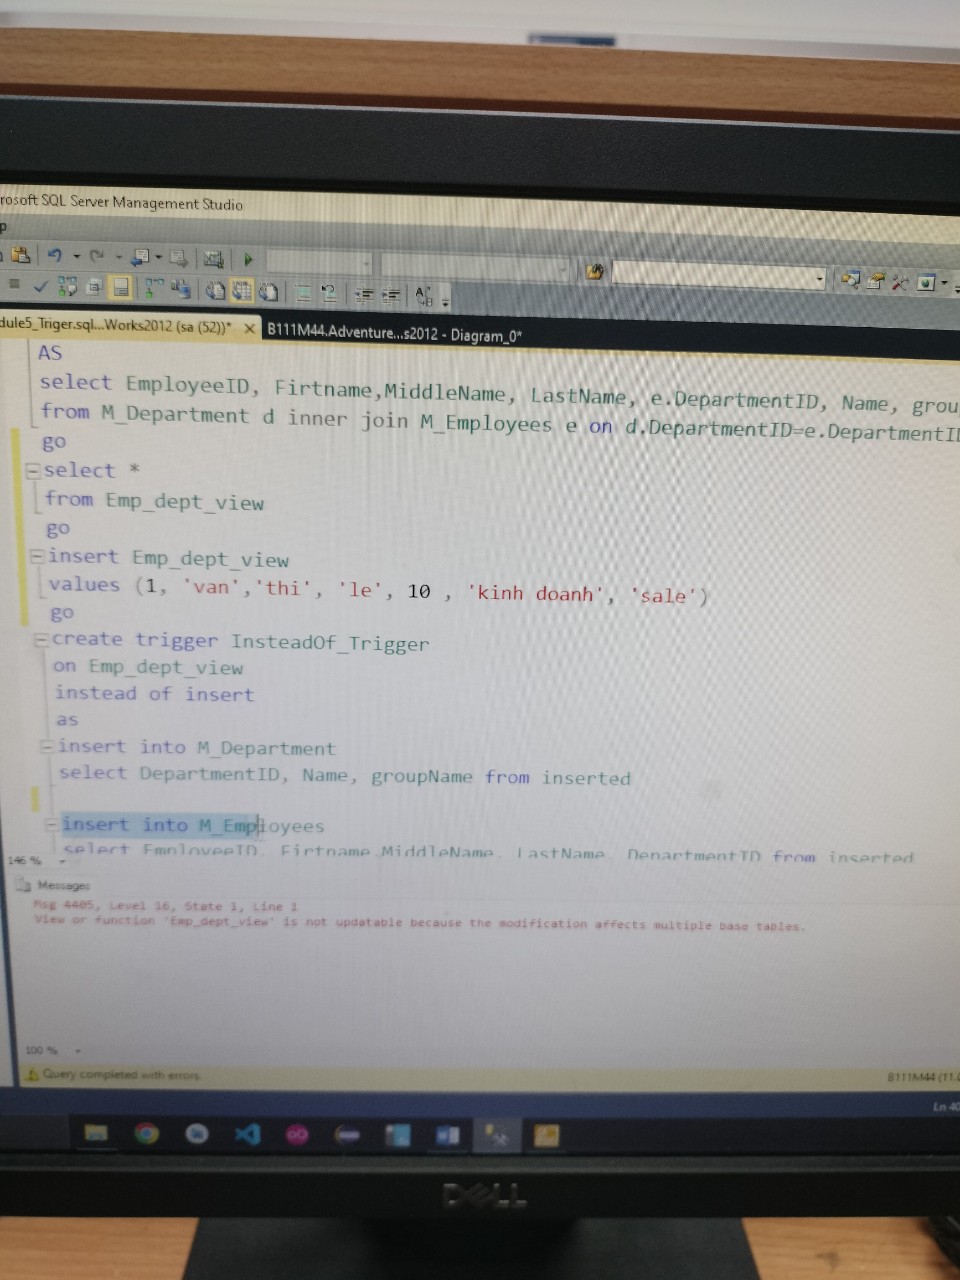 rosoft SQL Server Management Studio
p
dule5_Triger.sql...Works2012 (sa (52))* × B111M44.Adventure...s2012 - Diagram_0*
AS
select EmployeeID, Firtname,MiddleName, LastName, e.DepartmentID, Name, grou
from M_Department d inner join M_Employees e on d.DepartmentID=e.DepartmentID
go
select *
from Emp_dept_view
go
insert Emp_dept_view
values (1, 'van','thi', 'le', 10 , 'kinh doanh', 'sale')
go
create trigger InsteadOf_Trigger
on Emp_dept_view
instead of insert
as
insert into M_Department
select DepartmentID, Name, groupName from inserted
insert into M_Employees
select EmployeeID, Firtname,MiddleName, LastName, DepartmentID from inserted
146 %
Messages
Msg 4405, Level 16, State 1, Line 1
View or function 'Emp_dept_view' is not updatable because the modification affects multiple base tables.
100 %
Query completed with errors.
B111M44 (11.0
Ln 40
DELL